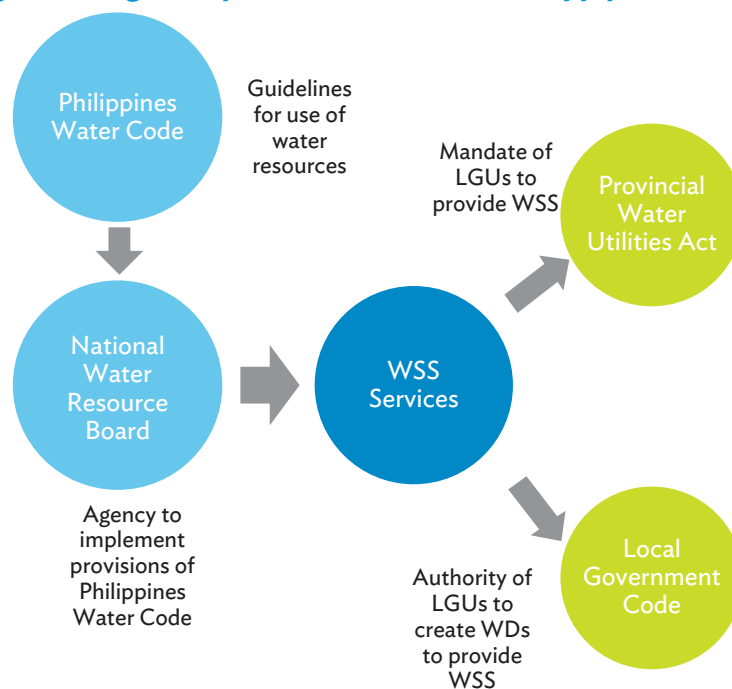 Philippines
Water Code
Guidelines
for use of
water
resources
Mandate of
LGUs to
provide WSS
Provincial
Water
Utilities Act
National
Water
Resource
Board
WSS
Services
Agency to
implement
provisions of
Philippines
Water Code
Authority of
LGUs to
create WDs
to provide
WSS
Local
Government
Code